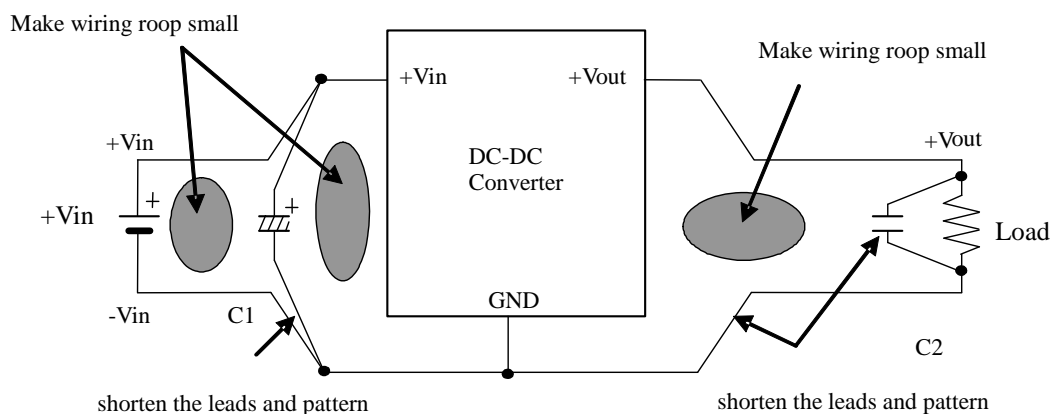 Make wiring roop small
Make wiring roop small
+Vin
+Vout
+Vin
+Vout
DC-DC
Converter
+Vin
+
+
Load
-Vin
C1
GND
C2
shorten the leads and pattern
shorten the leads and pattern